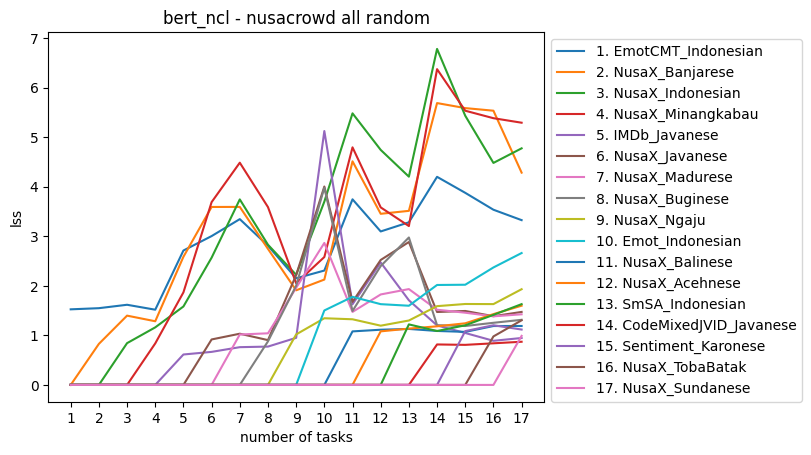 bert_ncl - nusacrowd all random
lss
7
6
5
4
3
2
1
0
1 2 3 4 5 6 7 8 9 10 11 12 13 14 15 16 17
number of tasks
1. EmotCMT_Indonesian
2. NusaX_Banjarese
3. NusaX_Indonesian
4. NusaX_Minangkabau
5. IMDb_Javanese
6. NusaX_Javanese
7. NusaX_Madurese
8. NusaX_Buginese
9. NusaX_Ngaju
10. Emot_Indonesian
11. NusaX_Balinese
12. NusaX_Acehnese
13. SmSA_Indonesian
14. CodeMixedJVID_Javanese
15. Sentiment_Karonese
16. NusaX_TobaBatak
17. NusaX_Sundanese